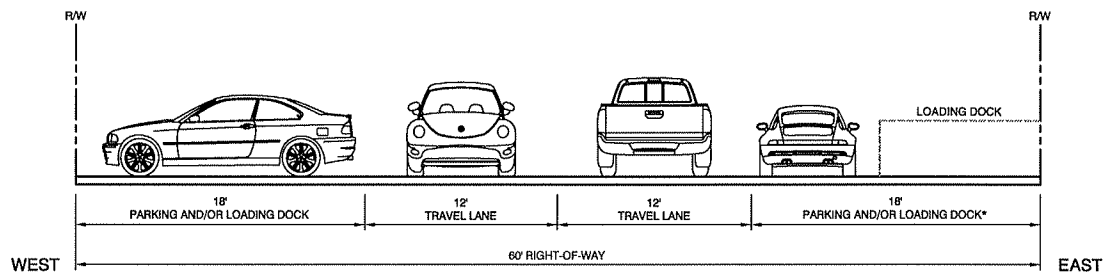 R/W
R/W
LOADING DOCK
18'
PARKING AND/OR LOADING DOCK
12'
TRAVEL LANE
12'
TRAVEL LANE
18'
PARKING AND/OR LOADING DOCK*
WEST
60' RIGHT-OF-WAY
EAST